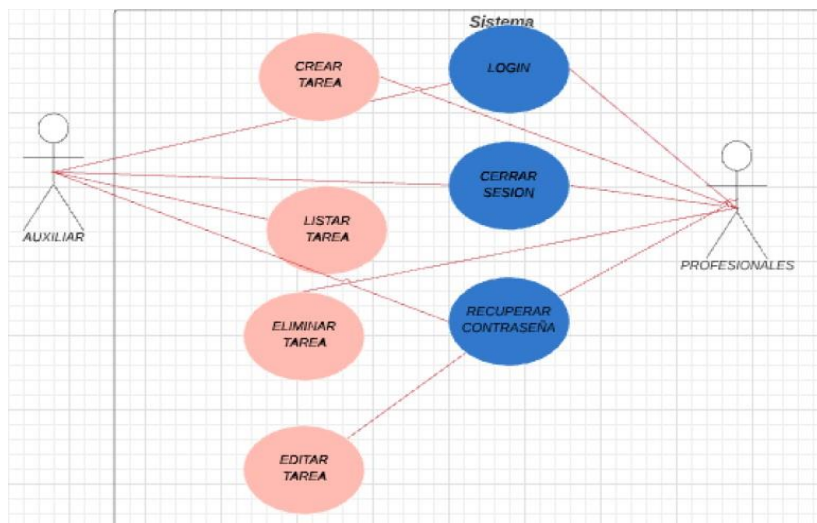 Sistema
CREAR
TAREA
LOGIN
CERRAR
SESION
AUXILIAR
LISTAR
TAREA
PROFESIONALES
ELIMINAR
TAREA
RECUPERAR
CONTRASEÑA
EDITAR
TAREA